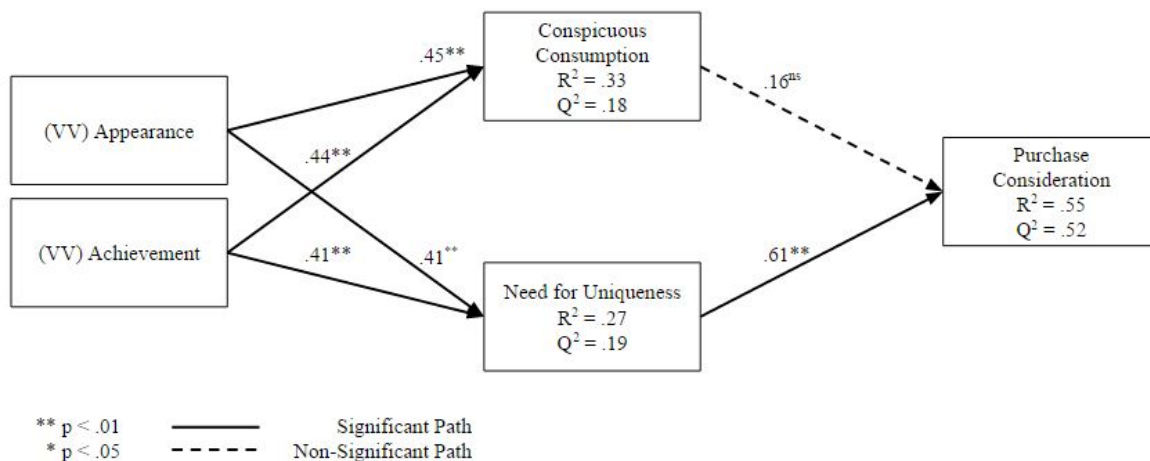 (VV) Appearance
(VV) Achievement
.45**
.44**
.41**
.41**
Conspicuous
Consumption
R² = .33
Q² = .18
Need for Uniqueness
R² = .27
Q² = .19
.16ⁿˢ
.61**
Purchase
Consideration
R² = .55
Q² = .52
** p < .01
Significant Path
* p < .05
Non-Significant Path